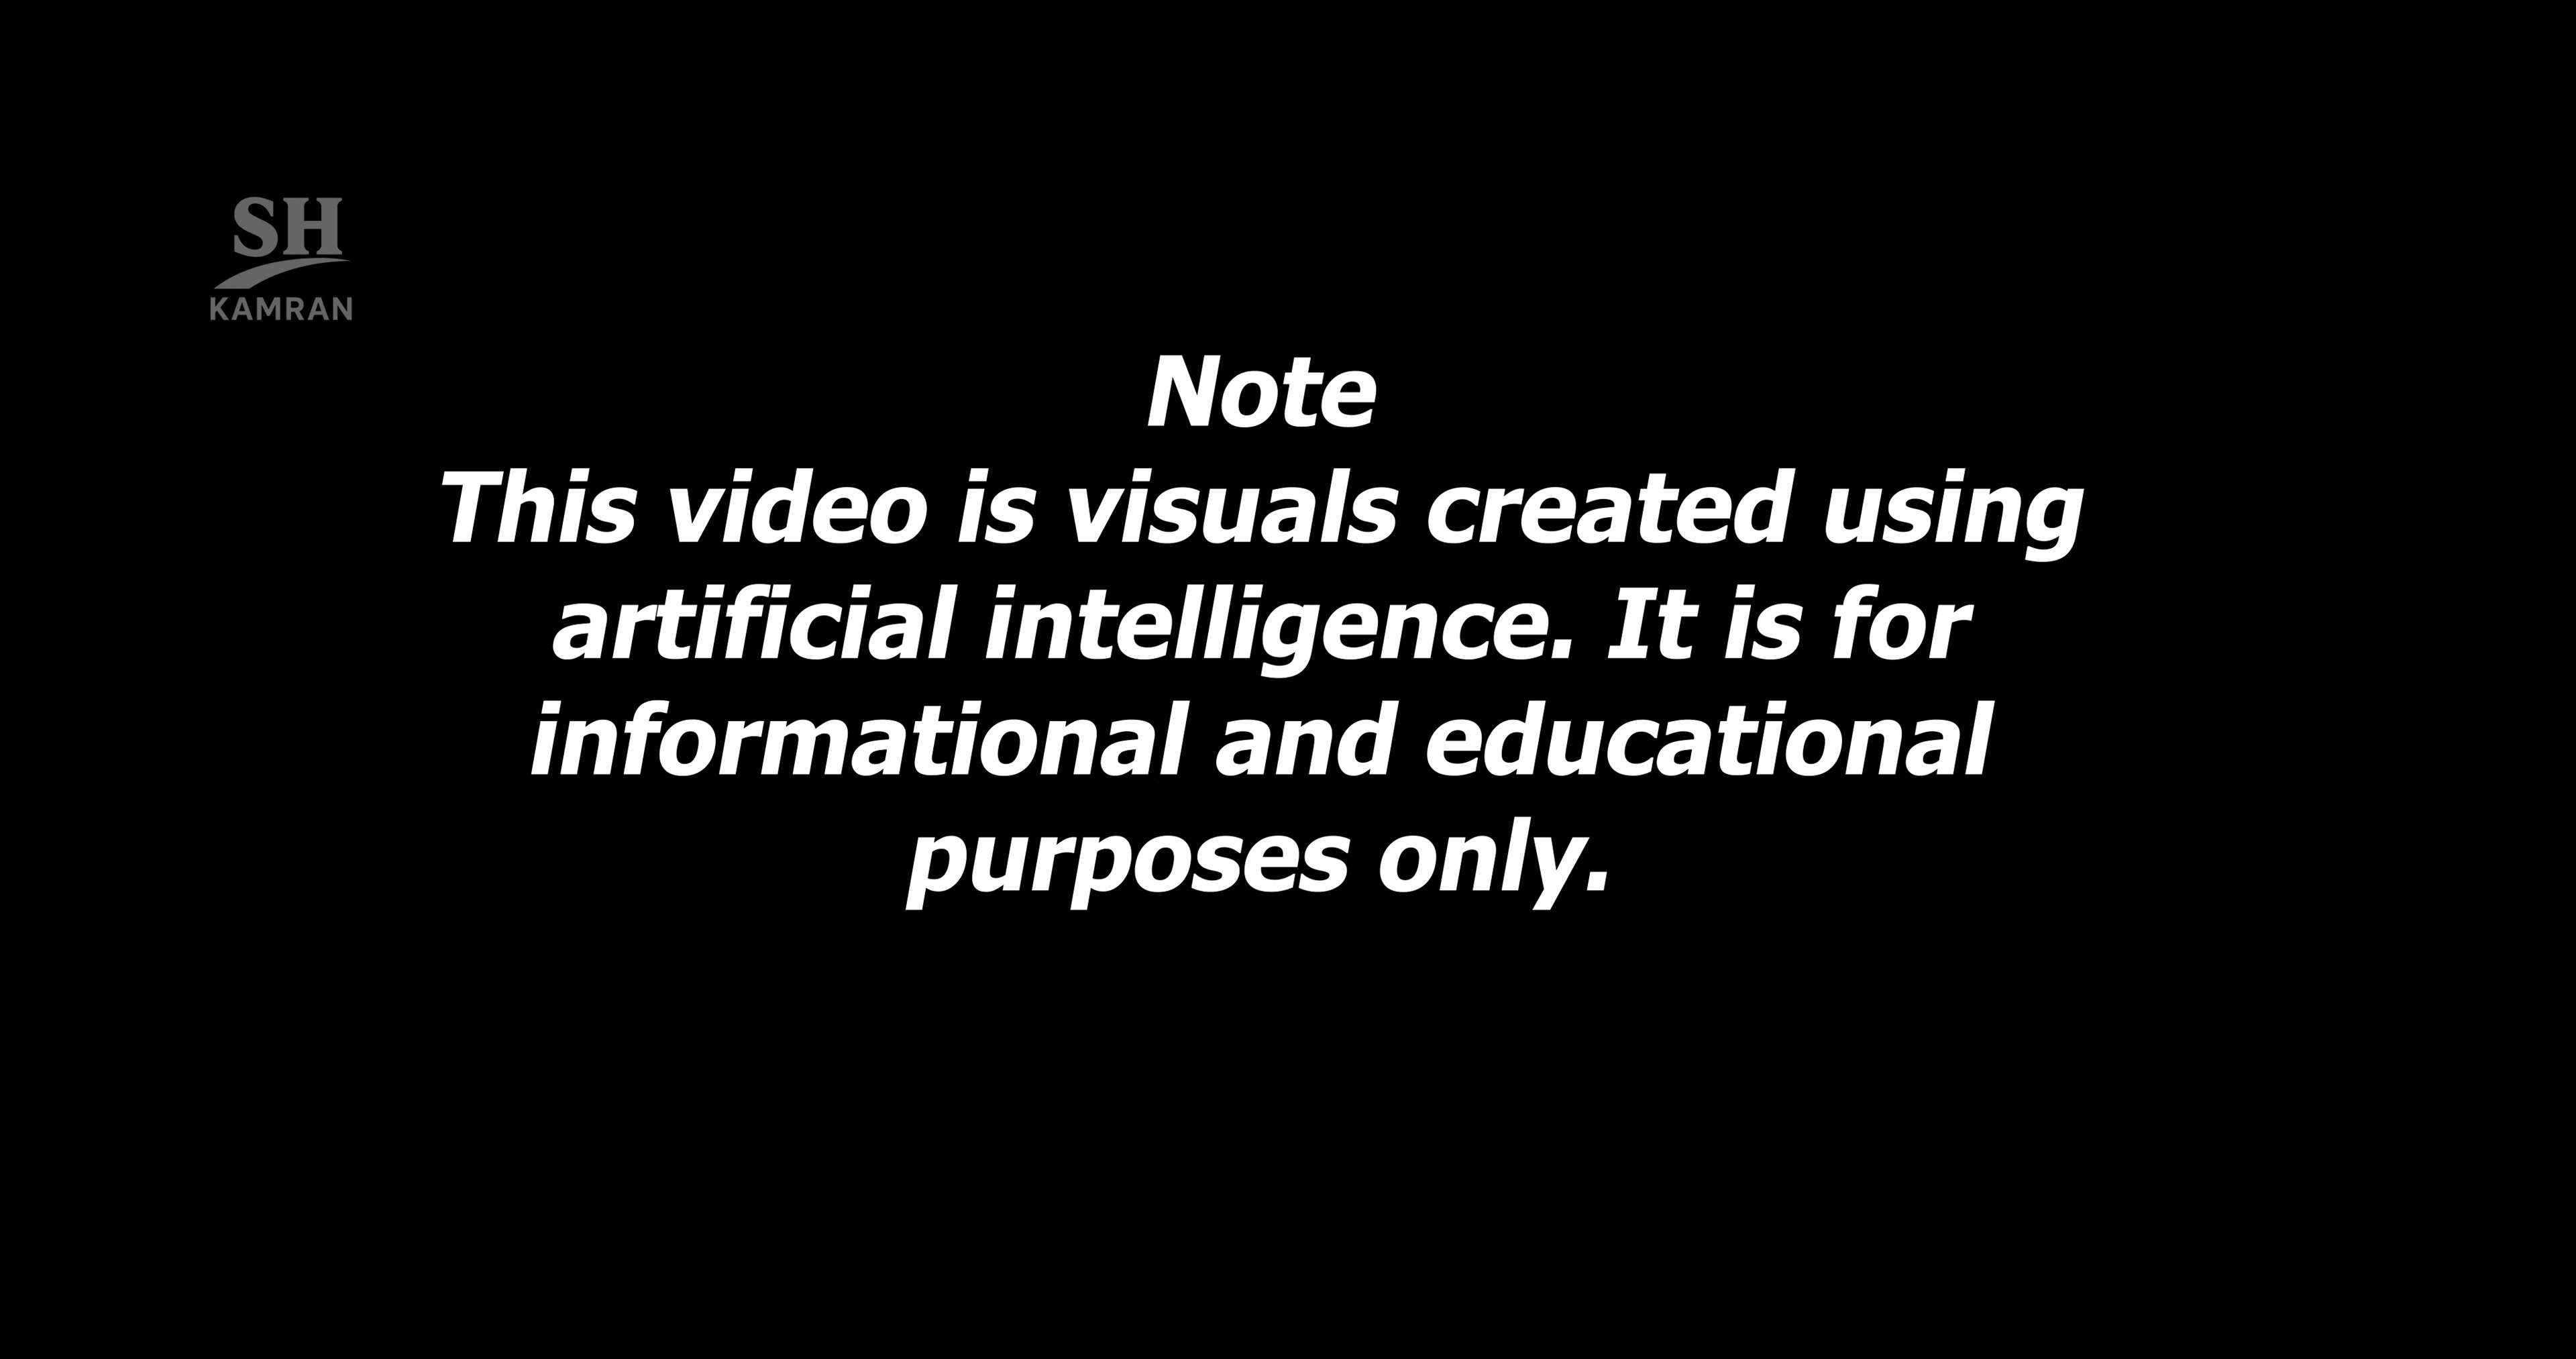 SH
KAMRAN
Note
This video is visuals created using
artificial intelligence. It is for
informational and educational
purposes only.